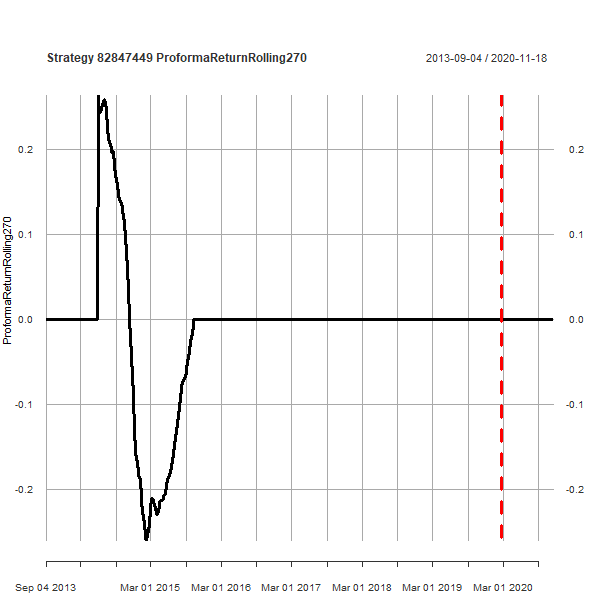 Strategy 82847449 ProformaReturnRolling270
2013-09-04 / 2020-11-18
ProformaReturnRolling270
0.2 0.2
0.1 0.1
0.0 0.0
-0.1 -0.1
-0.2 -0.2
Sep 04 2013 Mar 01 2015 Mar 01 2016 Mar 01 2017 Mar 01 2018 Mar 01 2019 Mar 01 2020